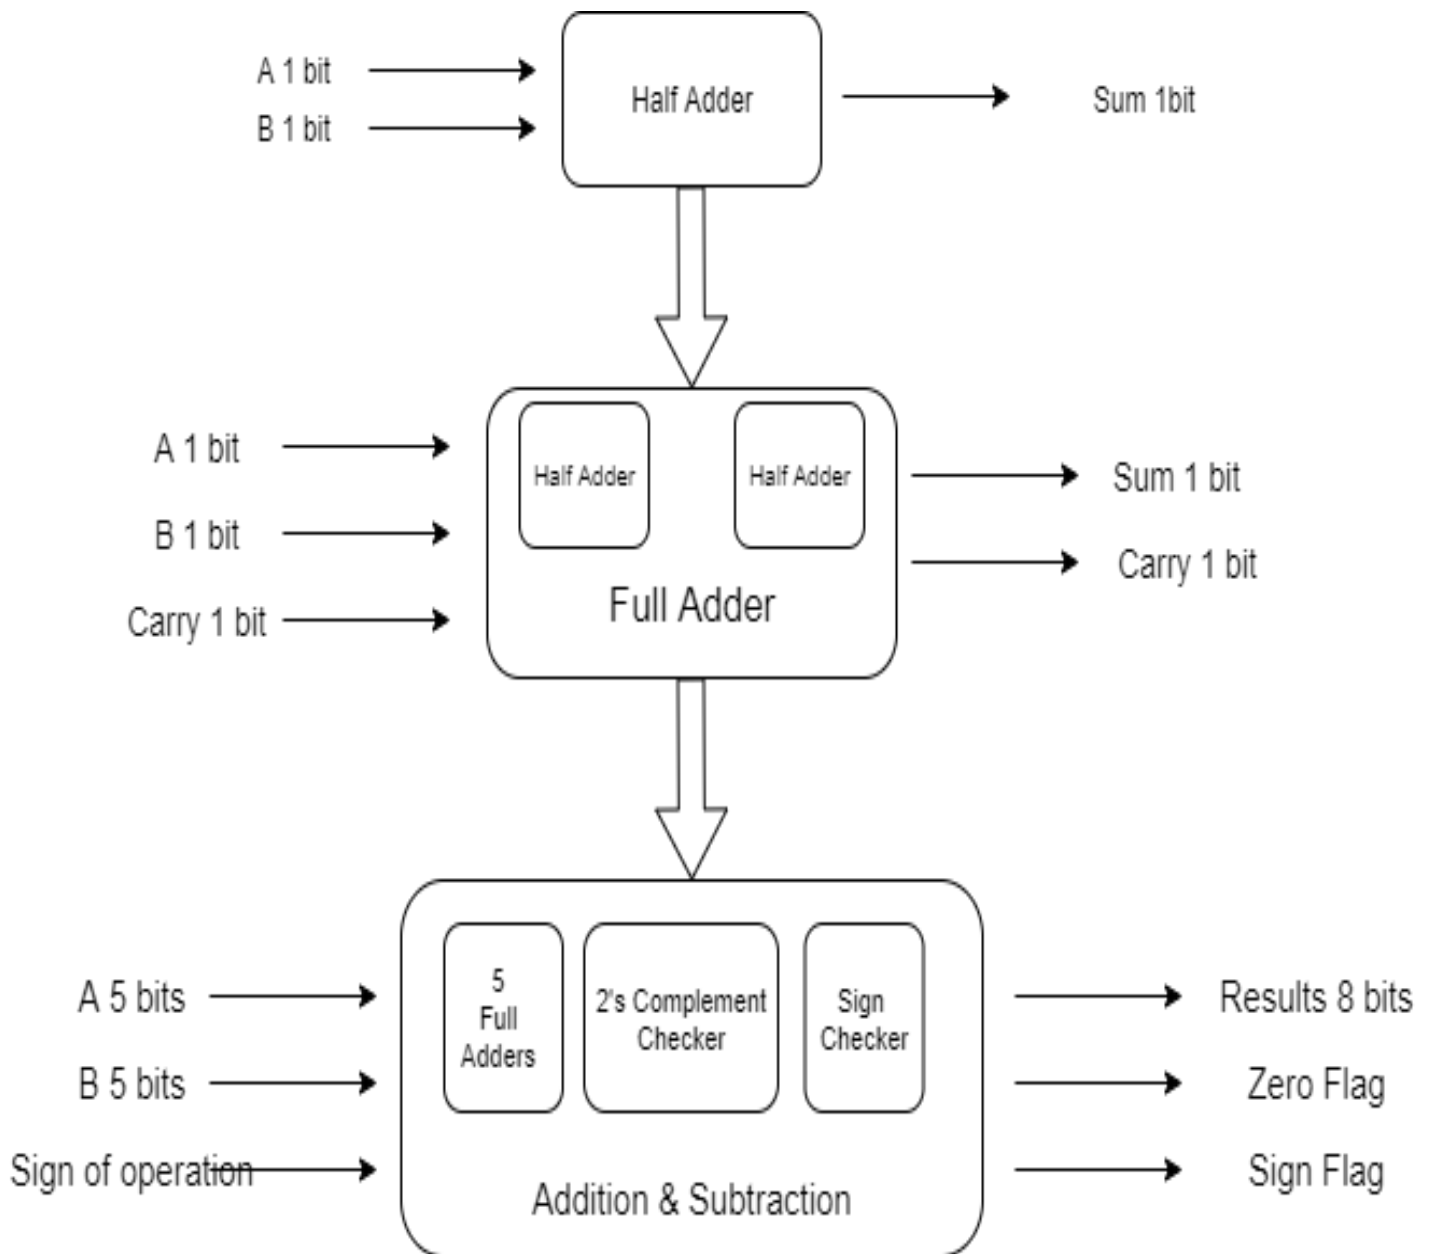 A 1 bit
B 1 bit
Half Adder
Sum 1bit
A 1 bit
B 1 bit
Carry 1 bit
Half Adder
Half Adder
Full Adder
Sum 1 bit
Carry 1 bit
A 5 bits
B 5 bits
Sign of operation
5
Full
Adders
2's Complement
Checker
Sign
Checker
Addition & Subtraction
Results 8 bits
Zero Flag
Sign Flag